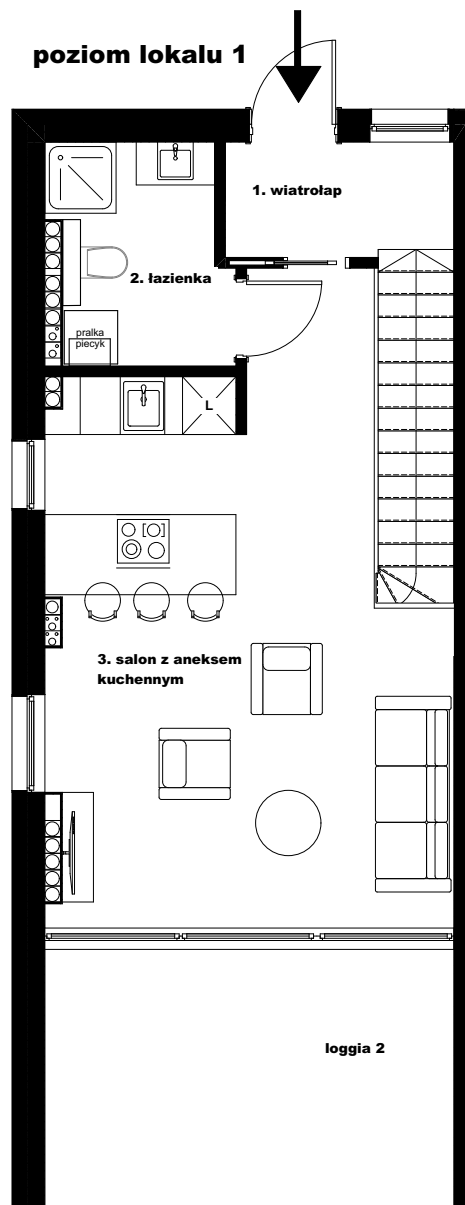 poziom lokalu 1
1. wiatrołap
2. łazienka
pralka
piecyk
L
3. salon z aneksem
kuchennym
loggia 2